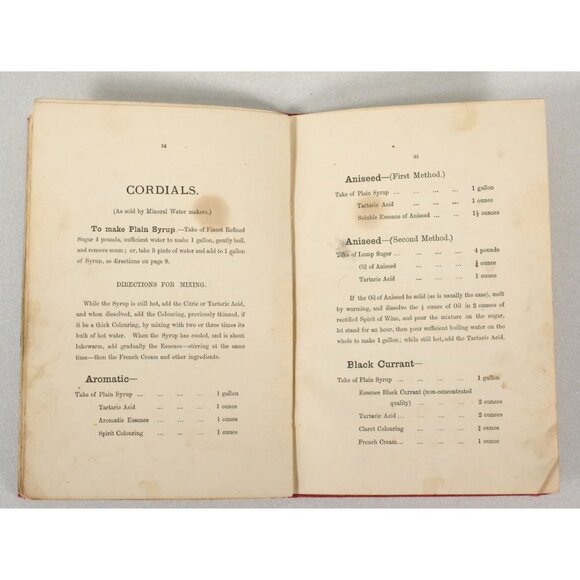 34
CORDIALS.
(As sold by Mineral Water makers.)
To make Plain Syrup.—Take of Finest Refined
Sugar 4 pounds, sufficient water to make 1 gallon, gently boil,
and remove scum; or, take 8 pints of water and add to 1 gallon
of Syrup, as directions on page 8.
DIRECTIONS FOR MIXING.
While the Syrup is still hot, add the Citric or Tartaric Acid,
and when dissolved, add the Colouring, previously thinned, if
it be a thick Colouring, by mixing with two or three times its
bulk of hot water. When the Syrup has cooled, and is about
lukewarm, add gradually the Essence—stirring at the same
time—then the French Cream and other ingredients.
Aromatic—
Take of Plain Syrup ... ... ... 1 gallon
Tartaric Acid ... ... ... 1 ounce
Aromatic Essence ... ... ... 1 ounce
Spirit Colouring ... ... ... 1 ounce
35
Aniseed—(First Method.)
Take of Plain Syrup ... ... ... 1 gallon
Tartaric Acid ... ... ... 1 ounce
Soluble Essence of Aniseed ... ... 1½ ounces
Aniseed—(Second Method.)
Take of Lump Sugar ... ... ... 4 pounds
Oil of Aniseed ... ... ounce
Tartaric Acid ... ... ... 1 ounce
If the Oil of Aniseed be solid (as is usually the case), melt
by warming, and dissolve the ounce of Oil in 2 ounces of
rectified Spirit of Wine, and pour the mixture on the sugar,
let stand for an hour, then pour sufficient boiling water on the
whole to make 1 gallon; while still hot, add the Tartaric Acid.
Black Currant—
Take of Plain Syrup ... ... ... 1 gallon
Essence Black Currant (non-concentrated
quality) ... ... ... 2 ounces
Tartaric Acid ... ... ... 2 ounces
Claret Colouring ... ... ounce
French Cream ... ... ... 1 ounce